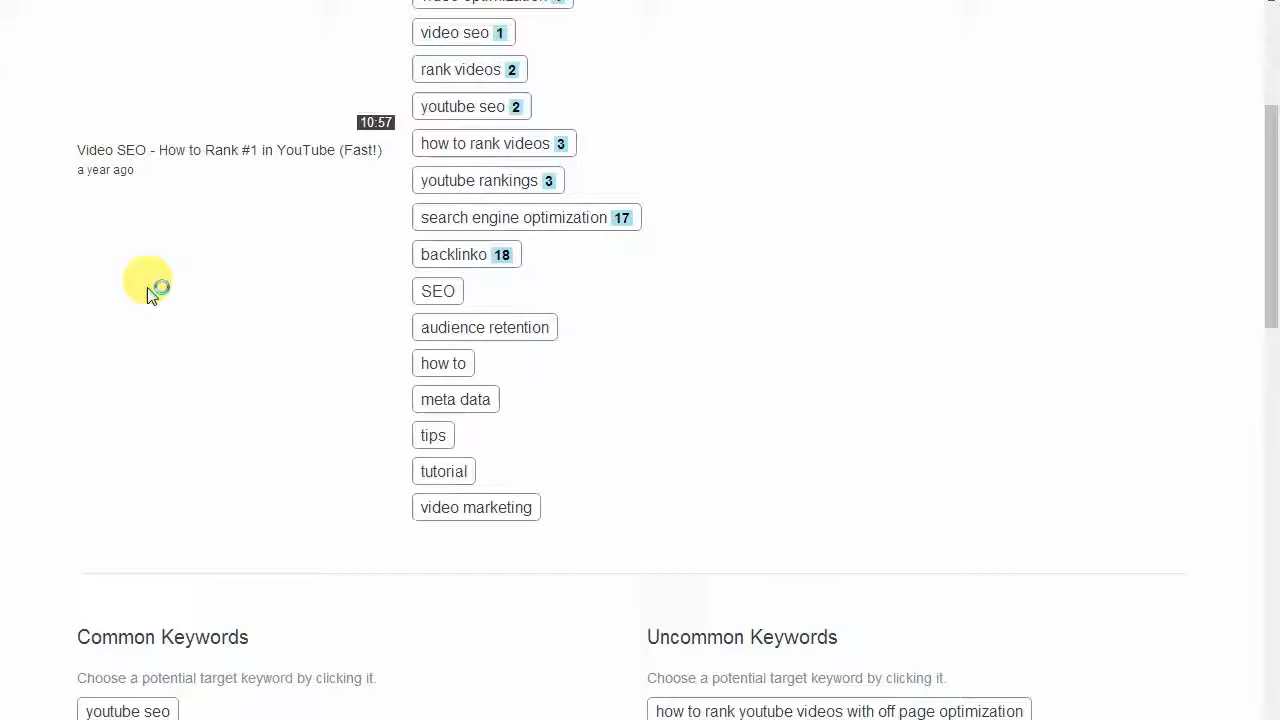 video seo 1
rank videos 2
youtube seo 2
10:57
Video SEO - How to Rank #1 in YouTube (Fast!)
a year ago
how to rank videos 3
youtube rankings 3
search engine optimization 17
backlinko 18
SEO
audience retention
how to
meta data
tips
tutorial
video marketing
Common Keywords
Choose a potential target keyword by clicking it.
youtube seo
Uncommon Keywords
Choose a potential target keyword by clicking it.
how to rank youtube videos with off page optimization